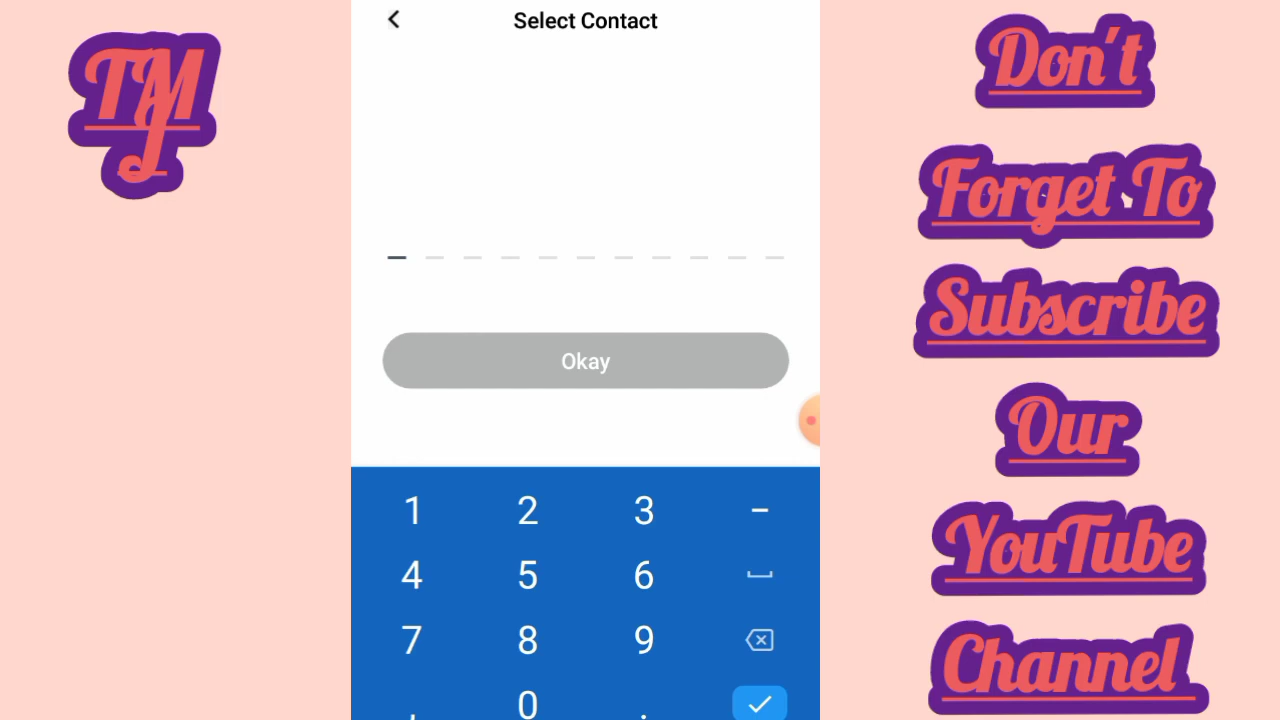 TM
J
Select Contact
Okay
1 2 3 -
4 5 6
7 8 9
, 0 .
Don't
Forget To
Subscribe
Our
YouTube
Channel